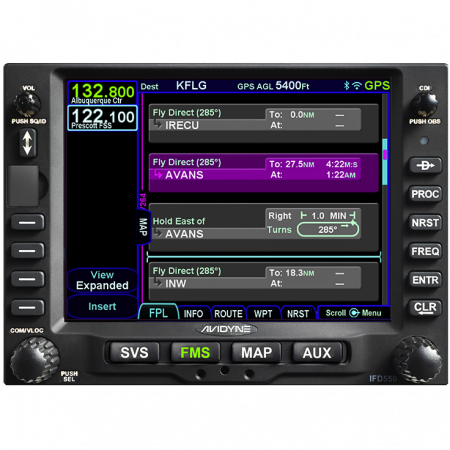 VOL
132.800
Albuquerque Ctr
122.100
Prescott FSS
Dest KFLG GPS AGL 5400Ft GPS
CDI
PUSH SQ/ID
PUSH OBS
Fly Direct (285°) To: 0.0NM —
IRECU At: —
Fly Direct (285°) To: 27.5NM 4:22M:S
AVANS At: 1:22AM
264
MAP
Hold East of Right 1.0 MIN
AVANS Turns 285°
Fly Direct (285°) To: 18.3NM —
INW At: —
View
Expanded
Insert
FPL INFO ROUTE WPT NRST Scroll Menu
D
PROC
NRST
FREQ
ENTR
CLR
AVIDYNE
COM/VLOC
PUSH
SEL
SVS FMS MAP AUX
IFD550